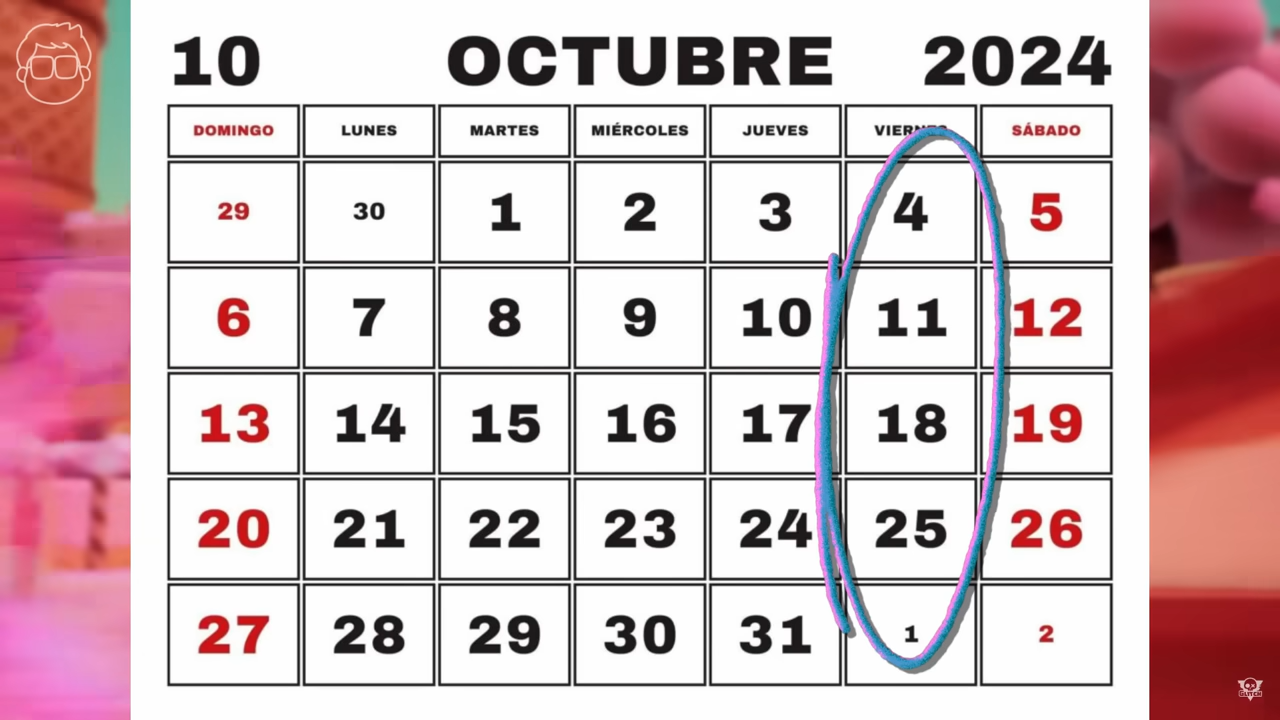 10 OCTUBRE 2024
DOMINGO LUNES MARTES MIÉRCOLES JUEVES VIERNES SÁBADO
29 30 1 2 3 4 5
6 7 8 9 10 11 12
13 14 15 16 17 18 19
20 21 22 23 24 25 26
27 28 29 30 31 1 2
GLITCH